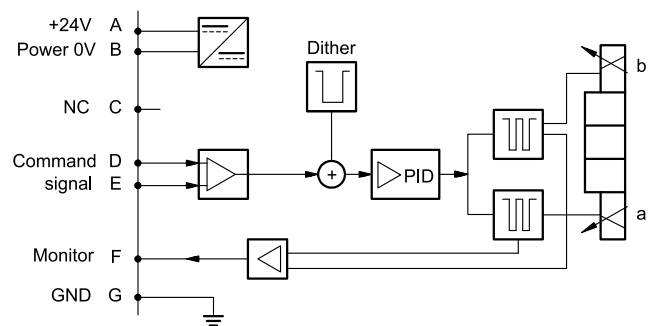 +24V A
Power 0V B
Dither
b
NC C
Command D
signal E
+
PID
a
Monitor F
GND G